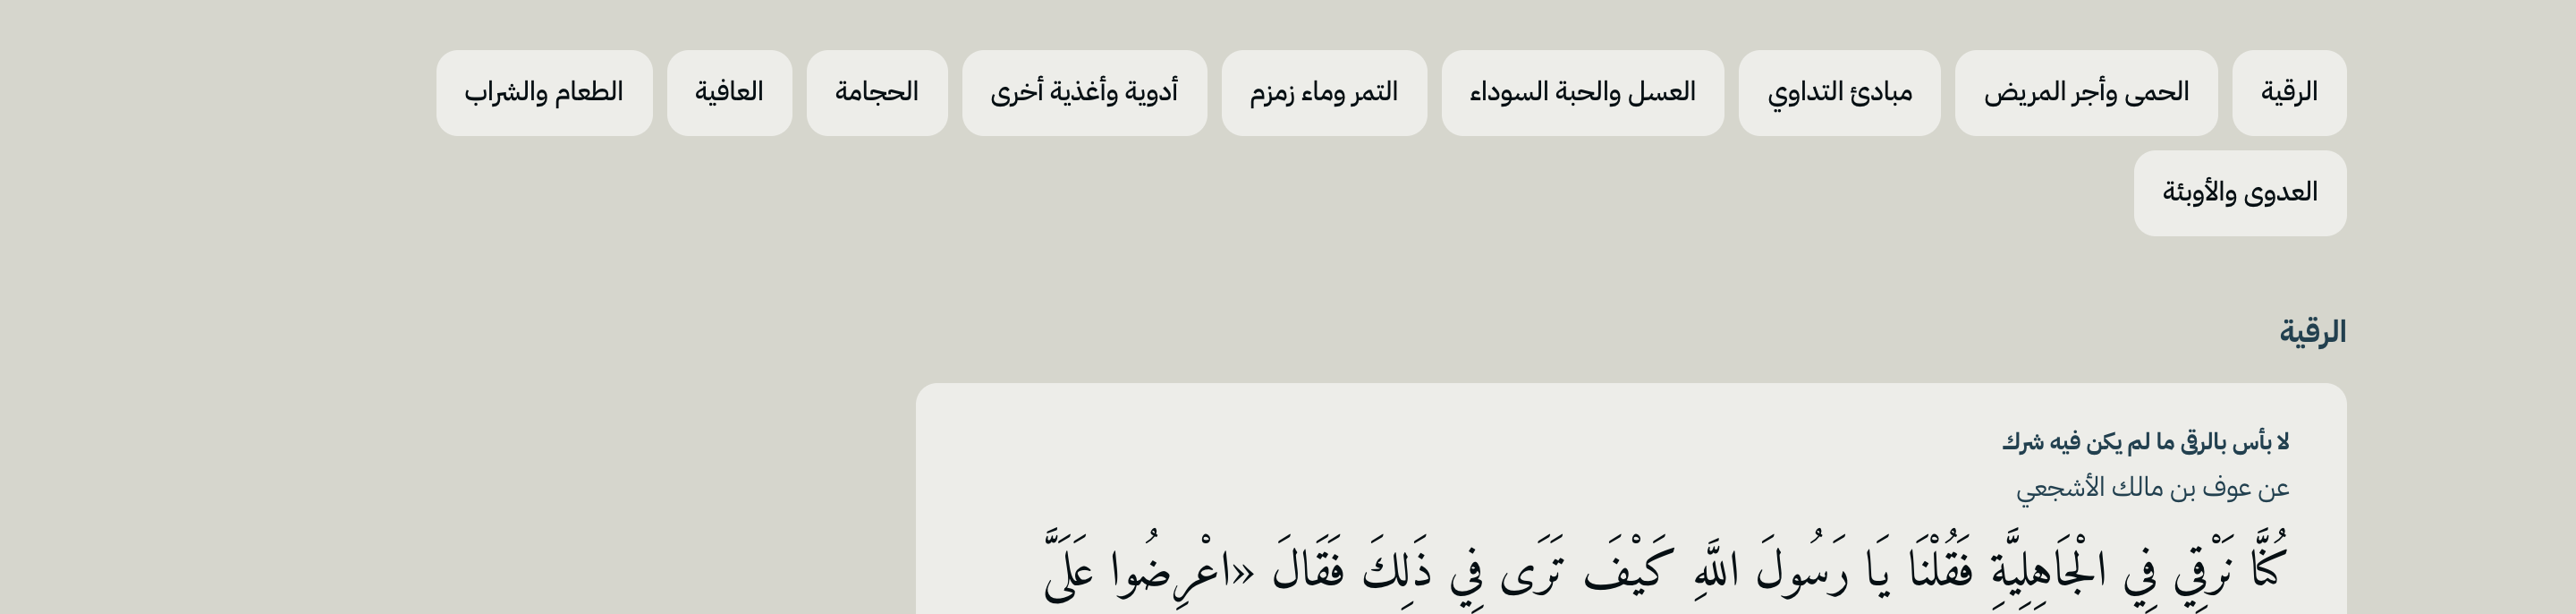 الرقية الحمى وأجر المريض مبادئ التداوي العسل والحبة السوداء التمر وماء زمزم أدوية وأغذية أخرى الحجامة العافية الطعام والشراب
العدوى والأوبئة
الرقية
لا بأس بالرقى ما لم يكن فيه شرك
عن عوف بن مالك الأشجعي
كُنَّا نَرْقِي فِي الْجَاهِلِيَّةِ فَقُلْنَا يَا رَسُولَ اللَّهِ كَيْفَ تَرَى فِي ذَلِكَ فَقَالَ «اعْرِضُوا عَلَىَّ